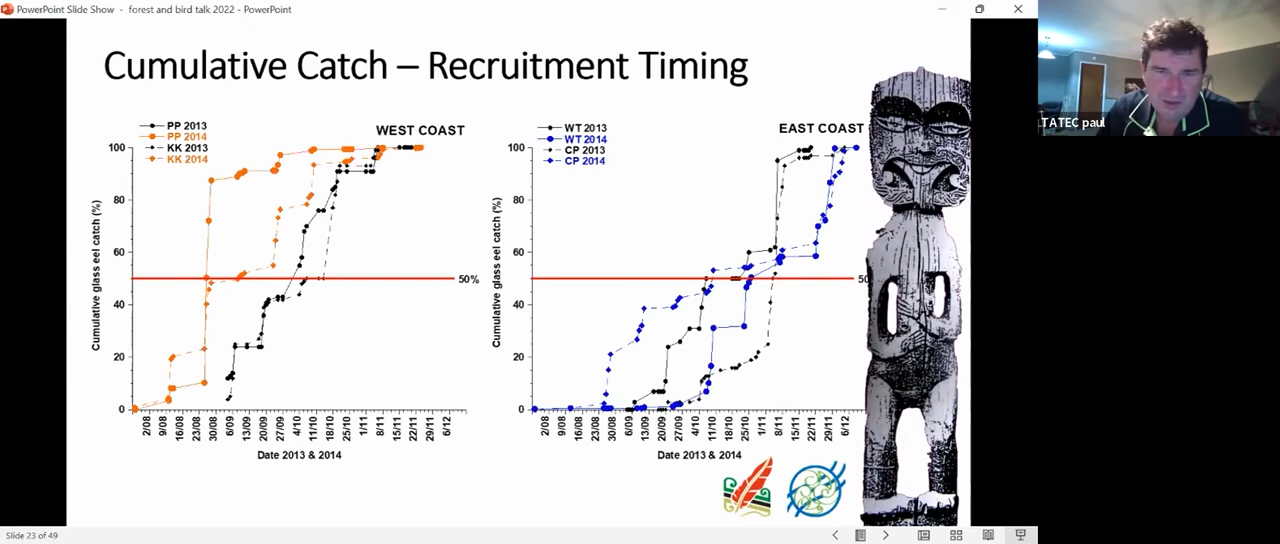 PowerPoint Slide Show - forest and bird talk 2022 - PowerPoint
Cumulative Catch – Recruitment Timing
TATEC paul
PP 2013
PP 2014
KK 2013
KK 2014
WEST COAST
100
80
60
40
20
0
50%
Cumulative glass eel catch (%)
2/08
9/08
16/08
23/08
30/08
6/09
13/09
20/09
27/09
4/10
11/10
18/10
25/10
1/11
8/11
15/11
22/11
29/11
6/12
Date 2013 & 2014
WT 2013
WT 2014
CP 2013
CP 2014
EAST COAST
100
80
60
40
20
0
50
Cumulative glass eel catch (%)
2/08
9/08
16/08
23/08
30/08
6/09
13/09
20/09
27/09
4/10
11/10
18/10
25/10
1/11
8/11
15/11
22/11
29/11
6/12
Date 2013 & 2014
Slide 23 of 49